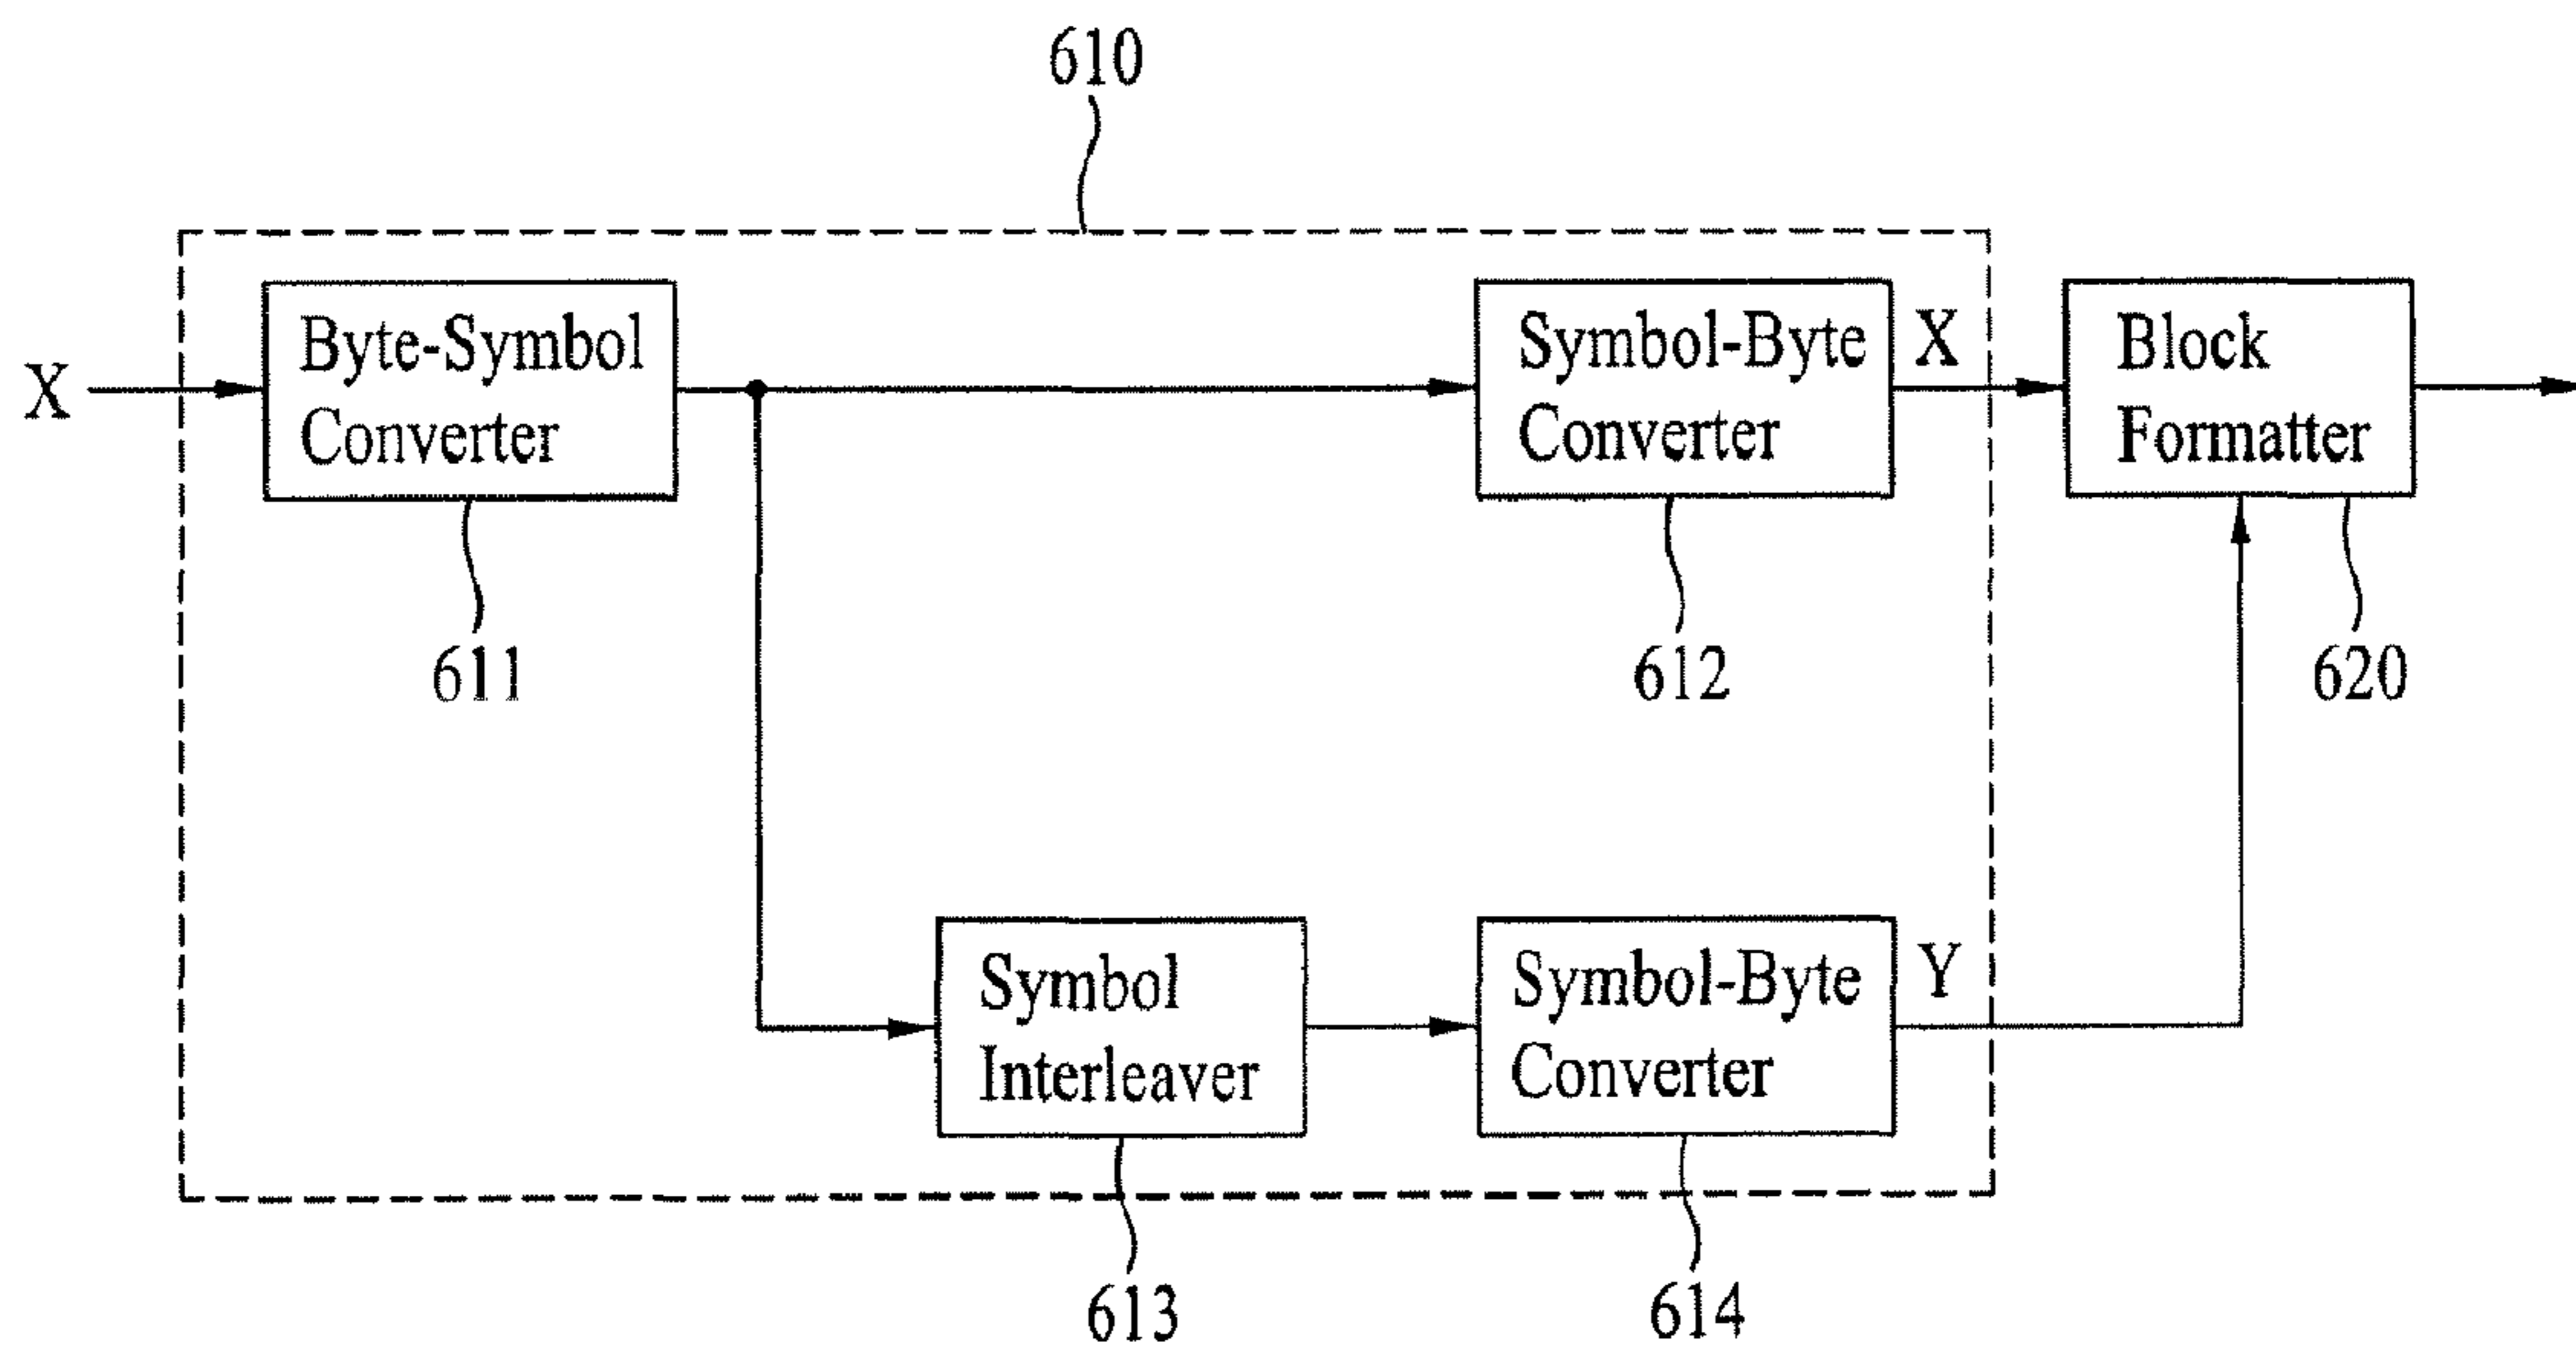 610
X
Byte-Symbol
Converter
Symbol-Byte
Converter
X
Block
Formatter
611
612
620
Symbol
Interleaver
Symbol-Byte
Converter
Y
613
614